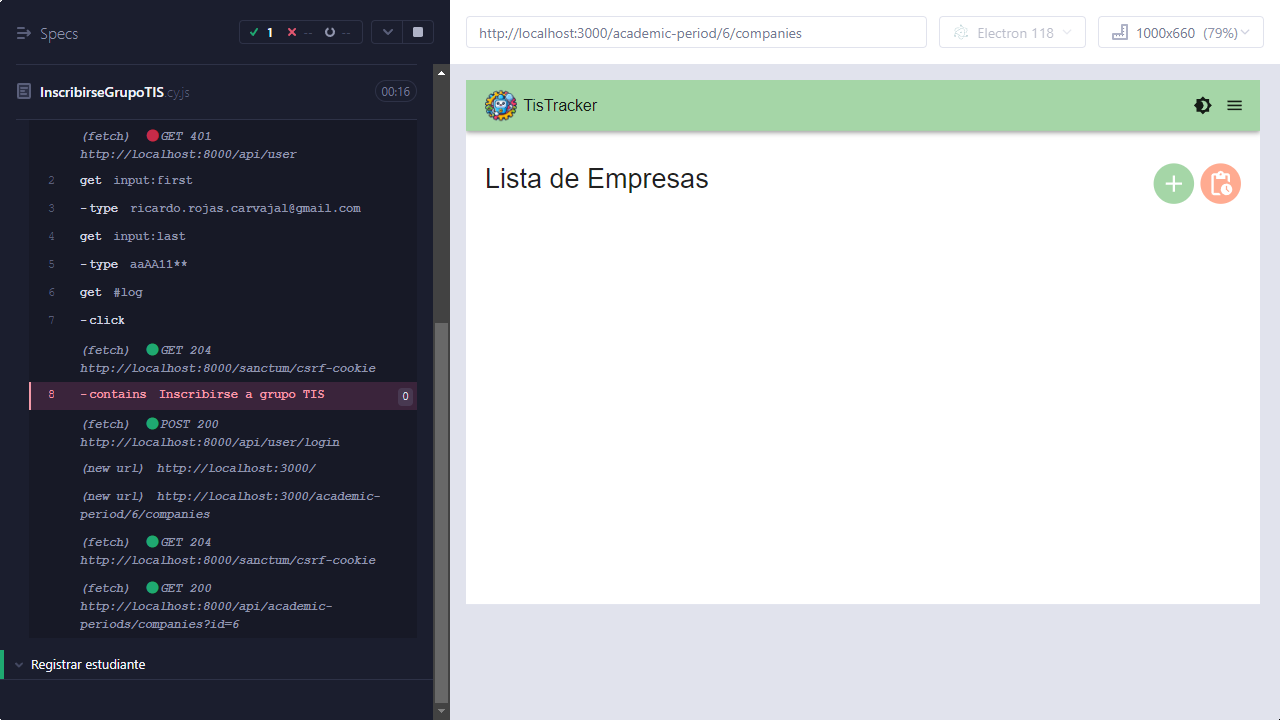 Specs
1
--
--
InscribirseGrupoTIS.cy.js
00:16
(fetch) GET 401
http://localhost:8000/api/user
2 get input:first
3 -type ricardo.rojas.carvajal@gmail.com
4 get input:last
5 -type aaAA11**
6 get #log
7 -click
(fetch) GET 204
http://localhost:8000/sanctum/csrf-cookie
8 -contains Inscribirse a grupo TIS 0
(fetch) POST 200
http://localhost:8000/api/user/login
(new url) http://localhost:3000/
(new url) http://localhost:3000/academic-
period/6/companies
(fetch) GET 204
http://localhost:8000/sanctum/csrf-cookie
(fetch) GET 200
http://localhost:8000/api/academic-
periods/companies?id=6
Registrar estudiante
http://localhost:3000/academic-period/6/companies
Electron 118
1000x660 (79%)
TisTracker
Lista de Empresas